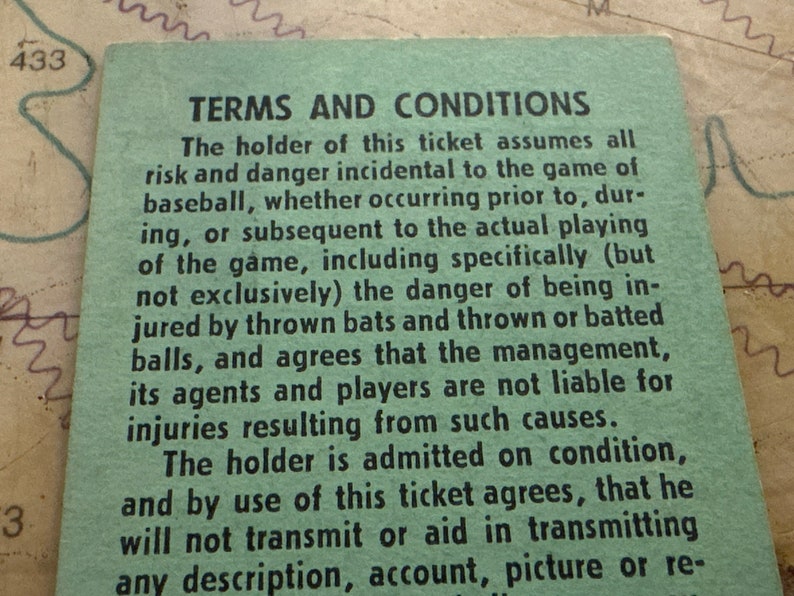 433
M
TERMS AND CONDITIONS
The holder of this ticket assumes all
risk and danger incidental to the game of
baseball, whether occurring prior to, dur-
ing, or subsequent to the actual playing
of the game, including specifically (but
not exclusively) the danger of being in-
jured by thrown bats and thrown or batted
balls, and agrees that the management,
its agents and players are not liable for
injuries resulting from such causes.
The holder is admitted on condition,
and by use of this ticket agrees, that he
will not transmit or aid in transmitting
any description, account, picture or re-
3